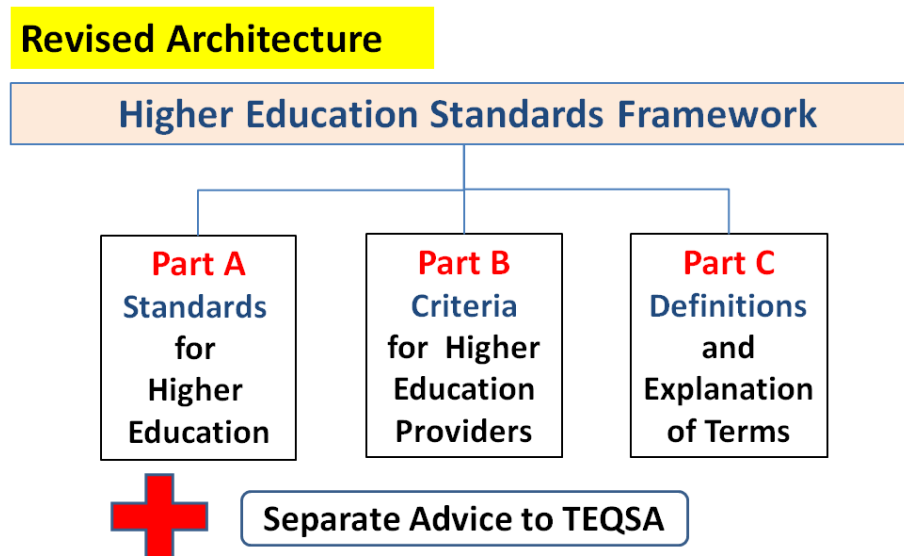 Revised Architecture
Higher Education Standards Framework
Part A
Standards
for
Higher
Education
Part B
Criteria
for Higher
Education
Providers
Part C
Definitions
and
Explanation
of Terms
Separate Advice to TEQSA